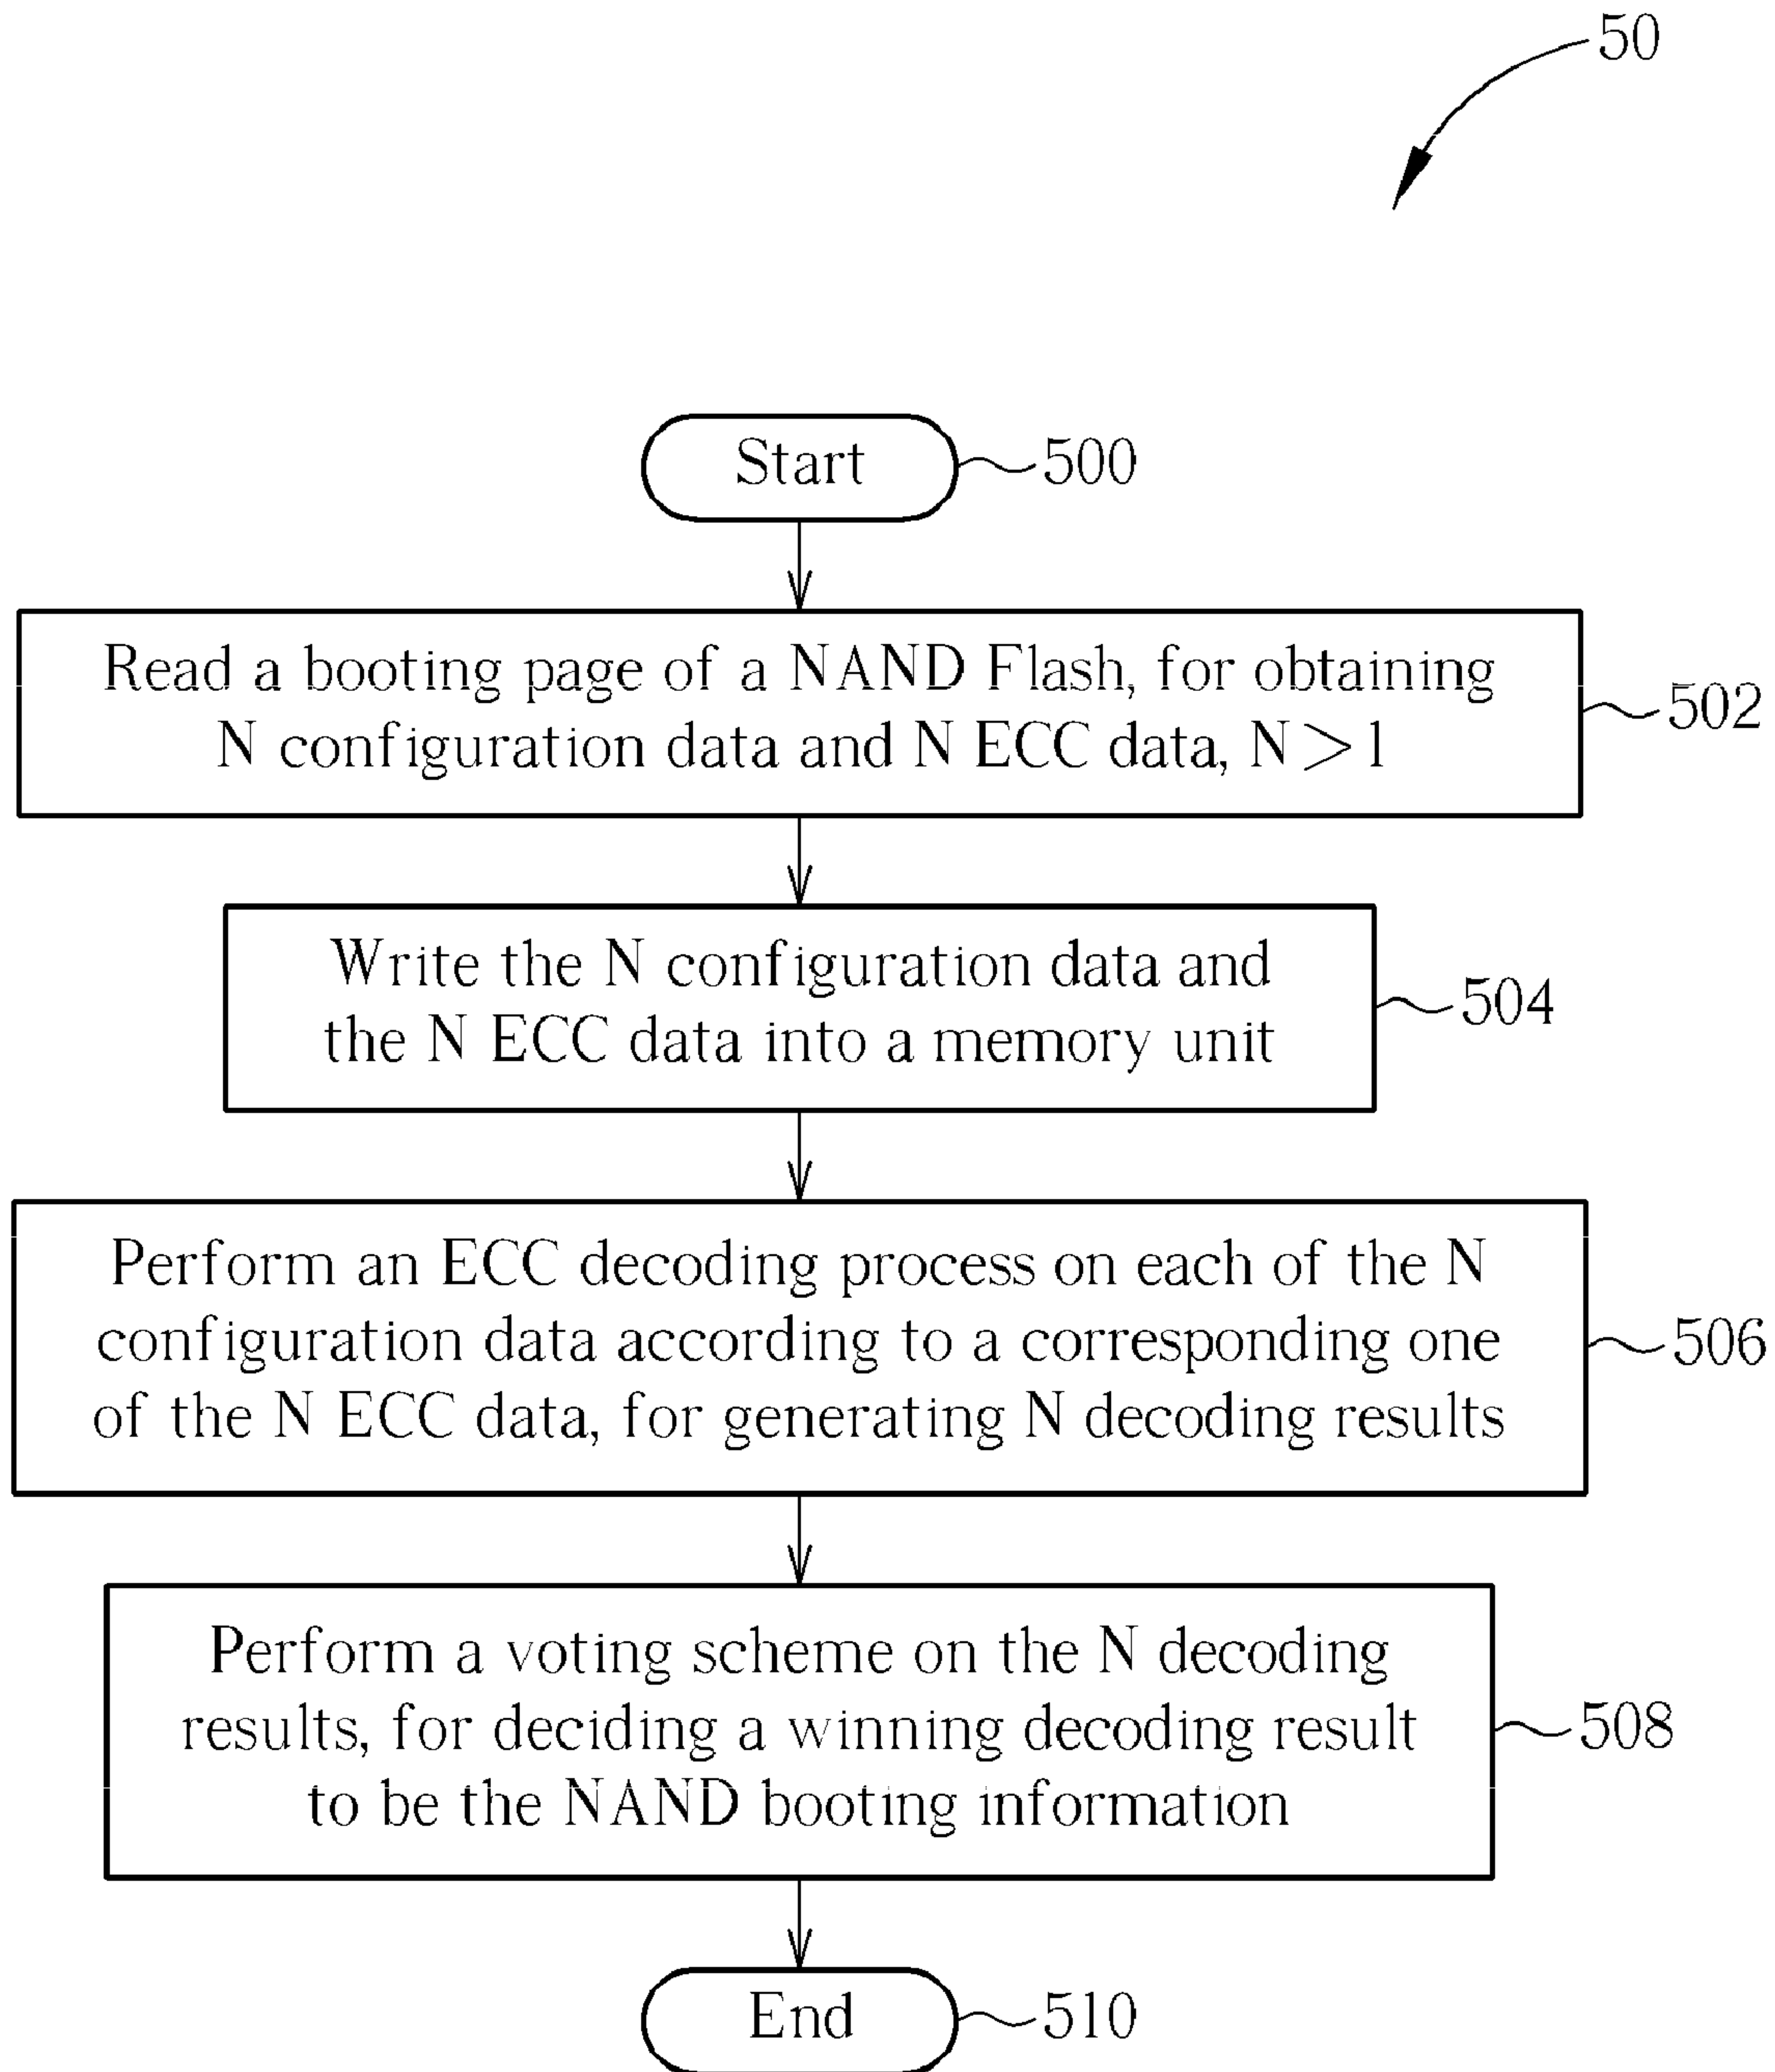 50
Start
500
Read a booting page of a NAND Flash, for obtaining
N configuration data and N ECC data, N>1
502
Write the N configuration data and
the N ECC data into a memory unit
504
Perform an ECC decoding process on each of the N
configuration data according to a corresponding one
of the N ECC data, for generating N decoding results
506
Perform a voting scheme on the N decoding
results, for deciding a winning decoding result
to be the NAND booting information
508
End
510